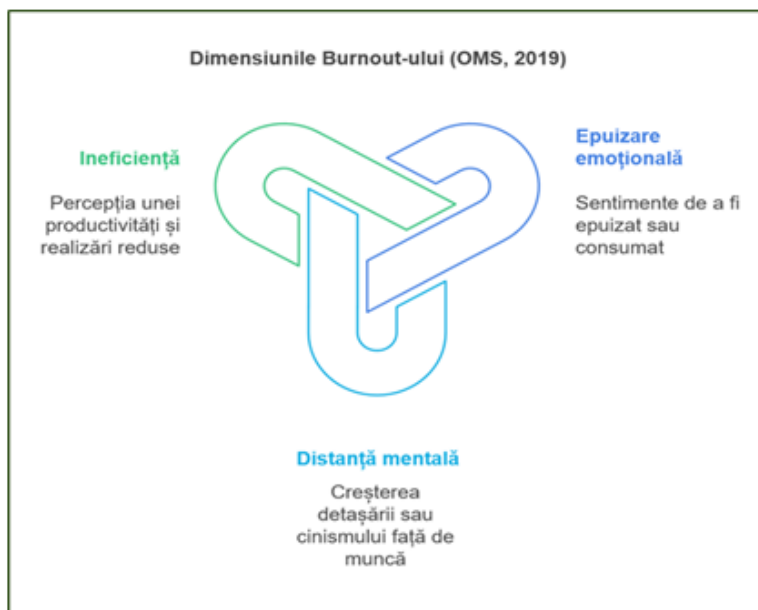 Dimensiunile Burnout-ului (OMS, 2019)
Ineficiență
Percepția unei
productivități și
realizări reduse
Epuizare
emoțională
Sentimente de a fi
epuizat sau
consumat
Distanță mentală
Creșterea
detașării sau
cinismului față de
muncă